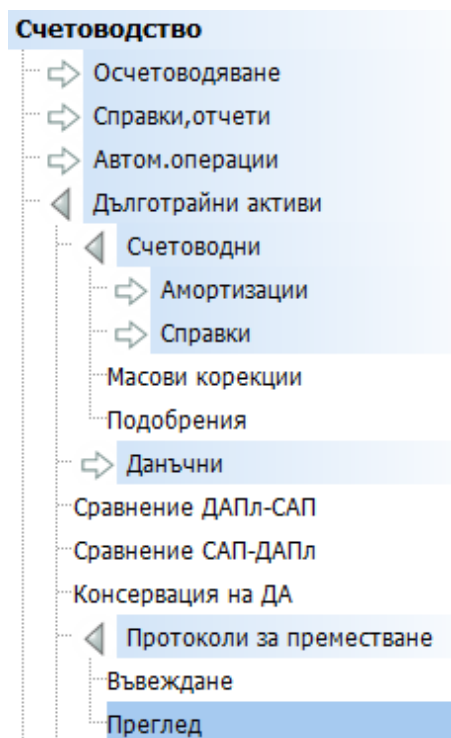 Счетоводство
Осчетоводяване
Справки,отчети
Автом.операции
Дълготрайни активи
Счетоводни
Амортизации
Справки
Масови корекции
Подобрения
Данъчни
Сравнение ДАПл-САП
Сравнение САП-ДАПл
Консервация на ДА
Протоколи за преместване
Въвеждане
Преглед